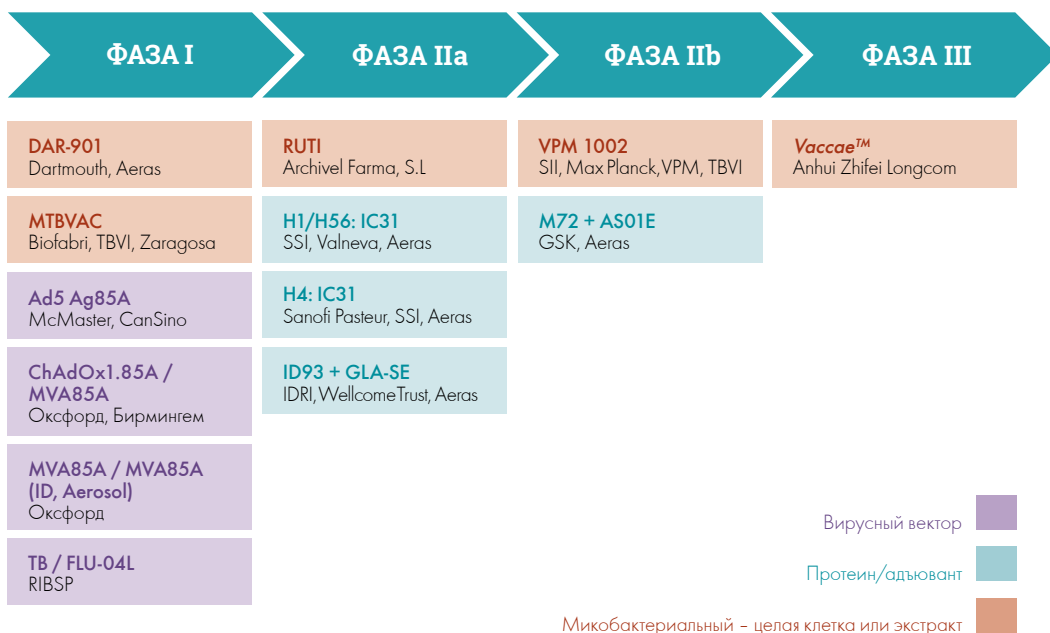 ФАЗА I
ФАЗА IIa
ФАЗА IIb
ФАЗА III
DAR-901
Dartmouth, Aeras
MTBVAC
Biofabri, TBVI, Zaragosa
Ad5 Ag85A
McMaster, CanSino
ChAdOx1.85A /
MVA85A
Оксфорд, Бирмингем
MVA85A / MVA85A
(ID, Aerosol)
Оксфорд
TB / FLU-04L
RIBSP
RUTI
Archivel Farma, S.L
H1/H56: IC31
SSI, Valneva, Aeras
H4: IC31
Sanofi Pasteur, SSI, Aeras
ID93 + GLA-SE
IDRI, Wellcome Trust, Aeras
VPM 1002
SII, Max Planck, VPM, TBVI
M72 + AS01E
GSK, Aeras
Vaccae™
Anhui Zhifei Longcom
Вирусный вектор
Протеин/адъювант
Микобактериальный – целая клетка или экстракт